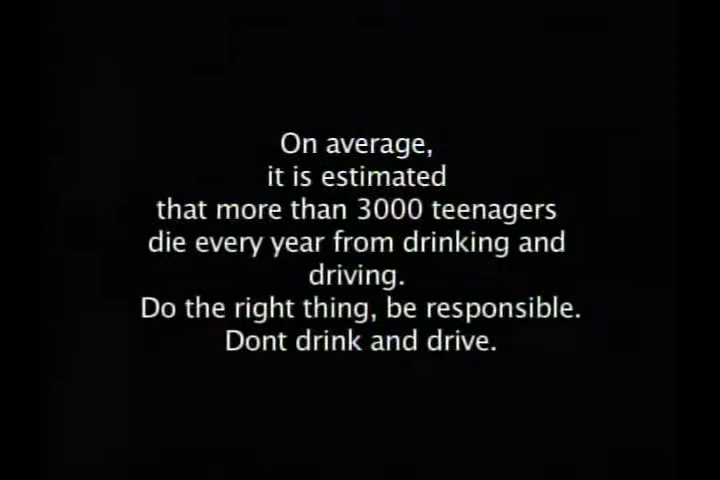 On average,
it is estimated
that more than 3000 teenagers
die every year from drinking and
driving.
Do the right thing, be responsible.
Dont drink and drive.